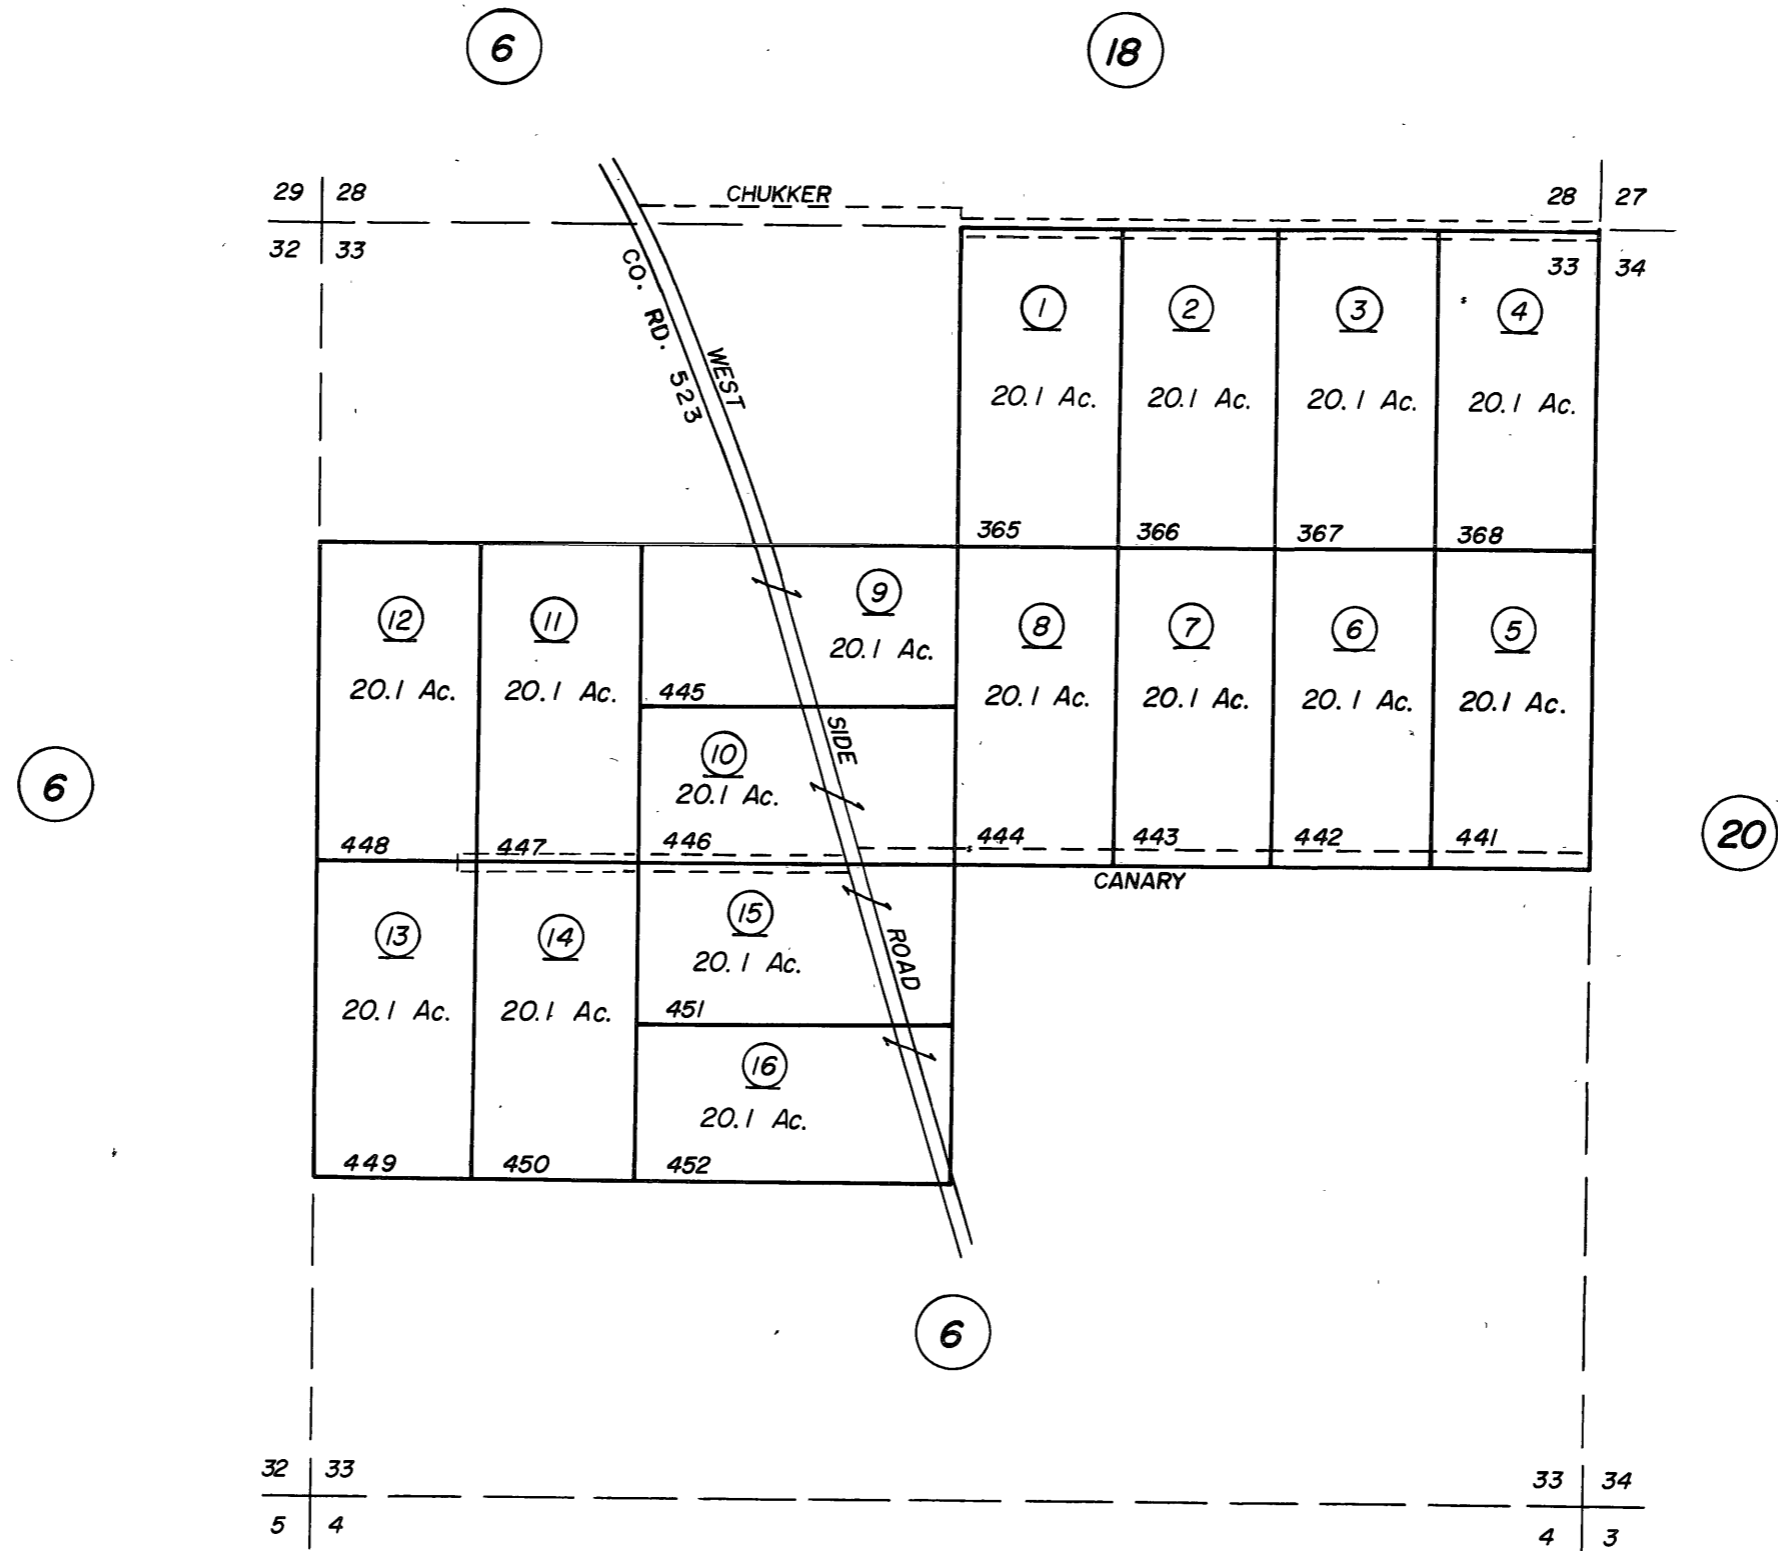 6
18
29 28
CHUKKER
28 27
32 33
33 34
CO. RD. 523
WEST SIDE ROAD
1
2
3
4
20.1 Ac.
20.1 Ac.
20.1 Ac.
20.1 Ac.
365
366
367
368
12
11
9
8
7
6
5
20.1 Ac.
20.1 Ac.
20.1 Ac.
20.1 Ac.
20.1 Ac.
20.1 Ac.
20.1 Ac.
445
10
20.1 Ac.
6
20
448
447
446
444
443
442
441
CANARY
13
14
15
20.1 Ac.
20.1 Ac.
20.1 Ac.
451
16
20.1 Ac.
449
450
452
6
32 33
33 34
5 4
4 3